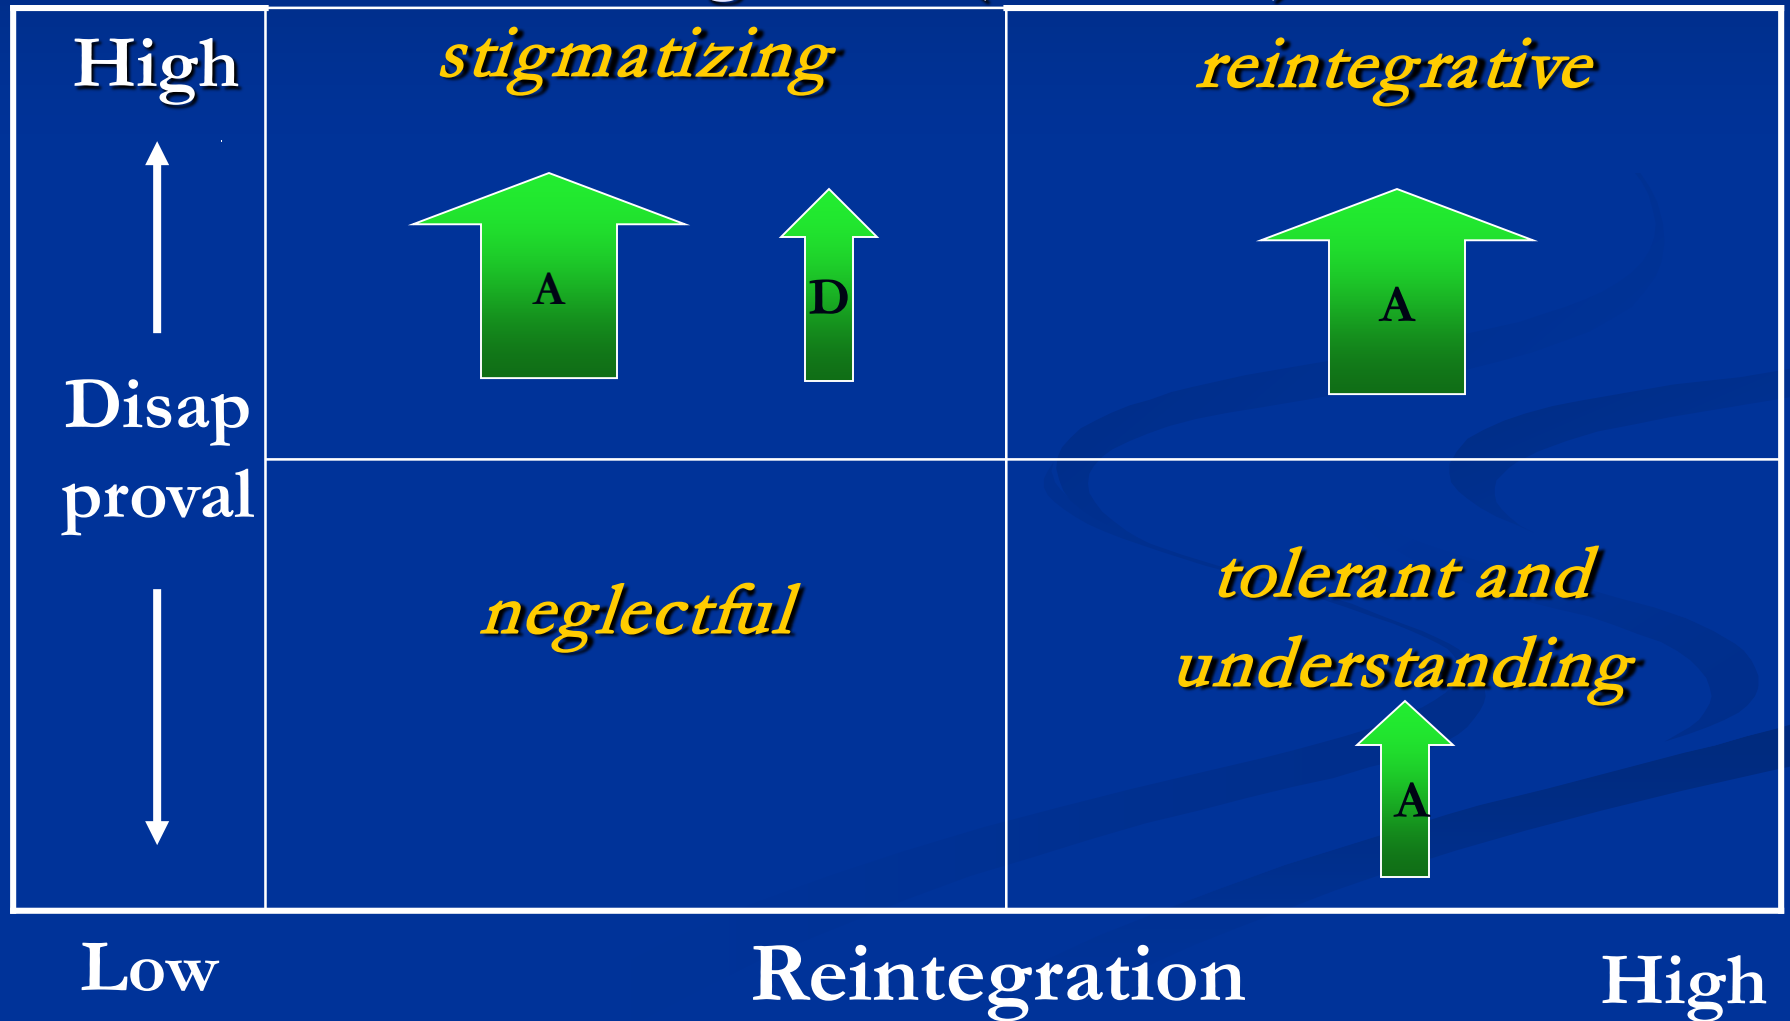 High
stigmatizing
reintegrative
A
D
A
Disap
proval
neglectful
tolerant and
understanding
A
Low
Reintegration
High